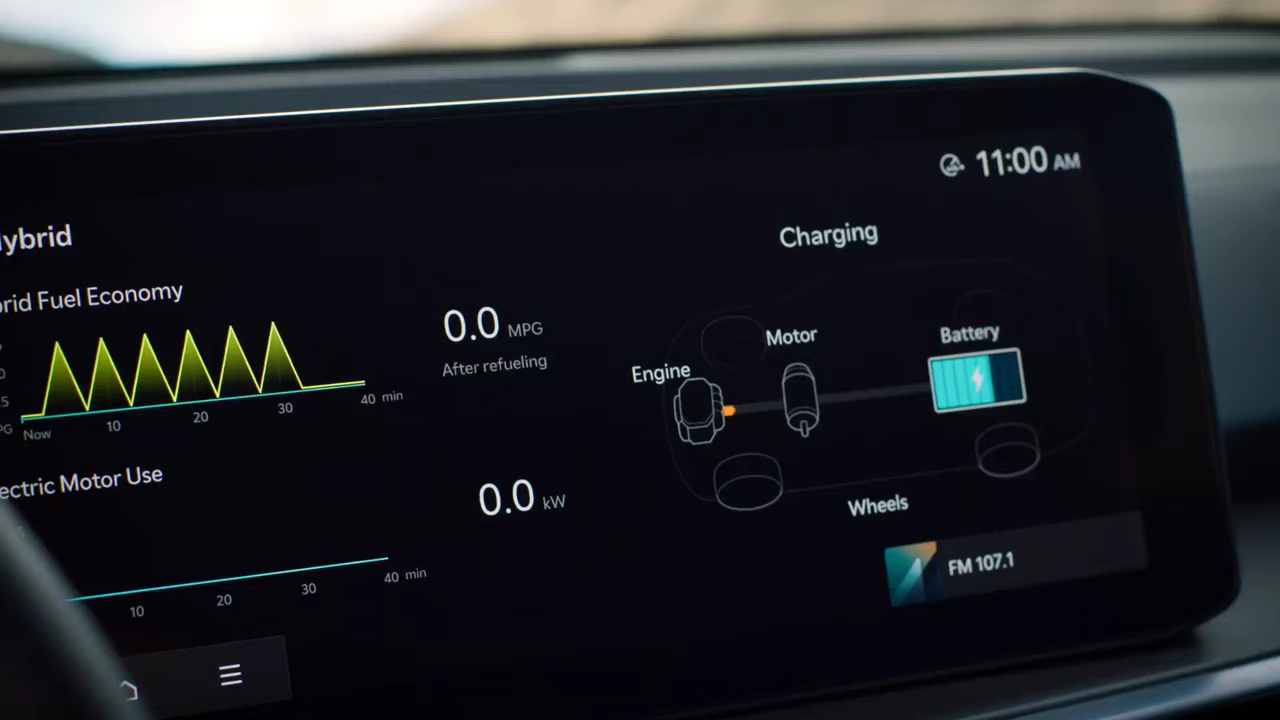 11:00 AM
ybrid
Charging
rid Fuel Economy
0.0 MPG
After refueling
Motor
Battery
Engine
Now
10
20
30
40 min
ectric Motor Use
0.0 kW
Wheels
FM 107.1
10
20
30
40 min